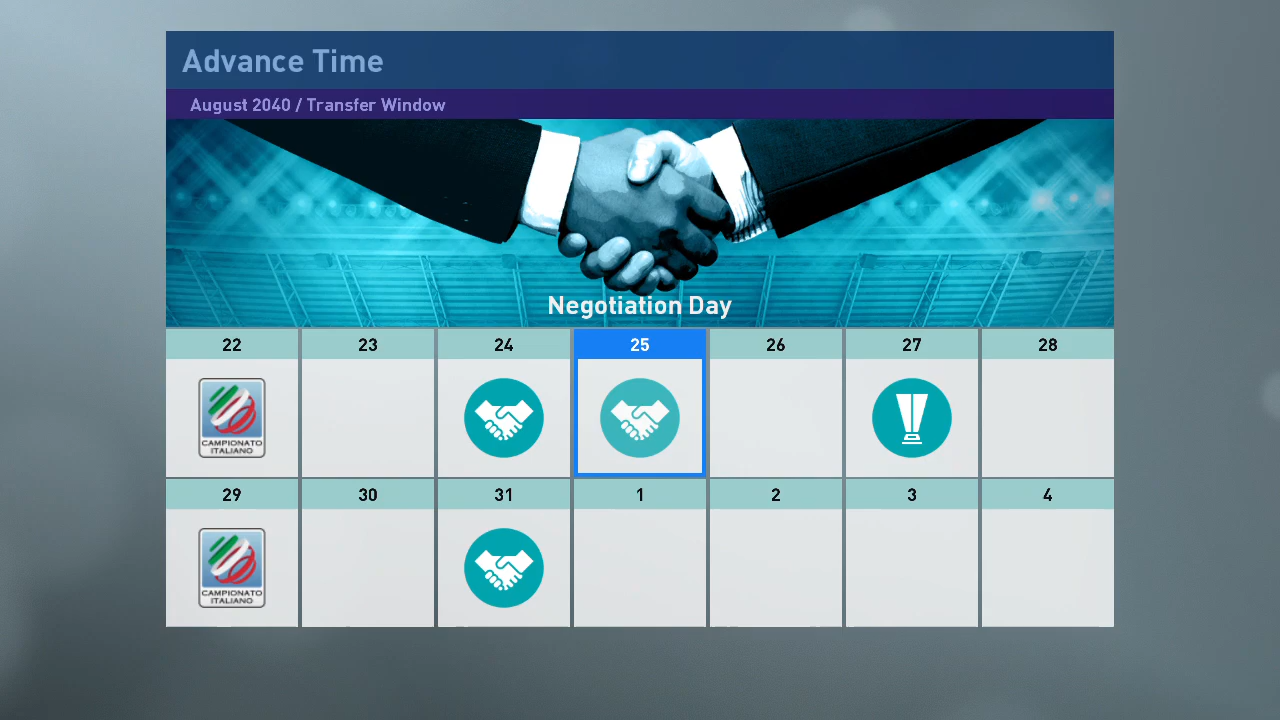 Advance Time
August 2040 / Transfer Window
Negotiation Day
22 23 24 25 26 27 28
CAMPIONATO
ITALIANO
29 30 31 1 2 3 4
CAMPIONATO
ITALIANO